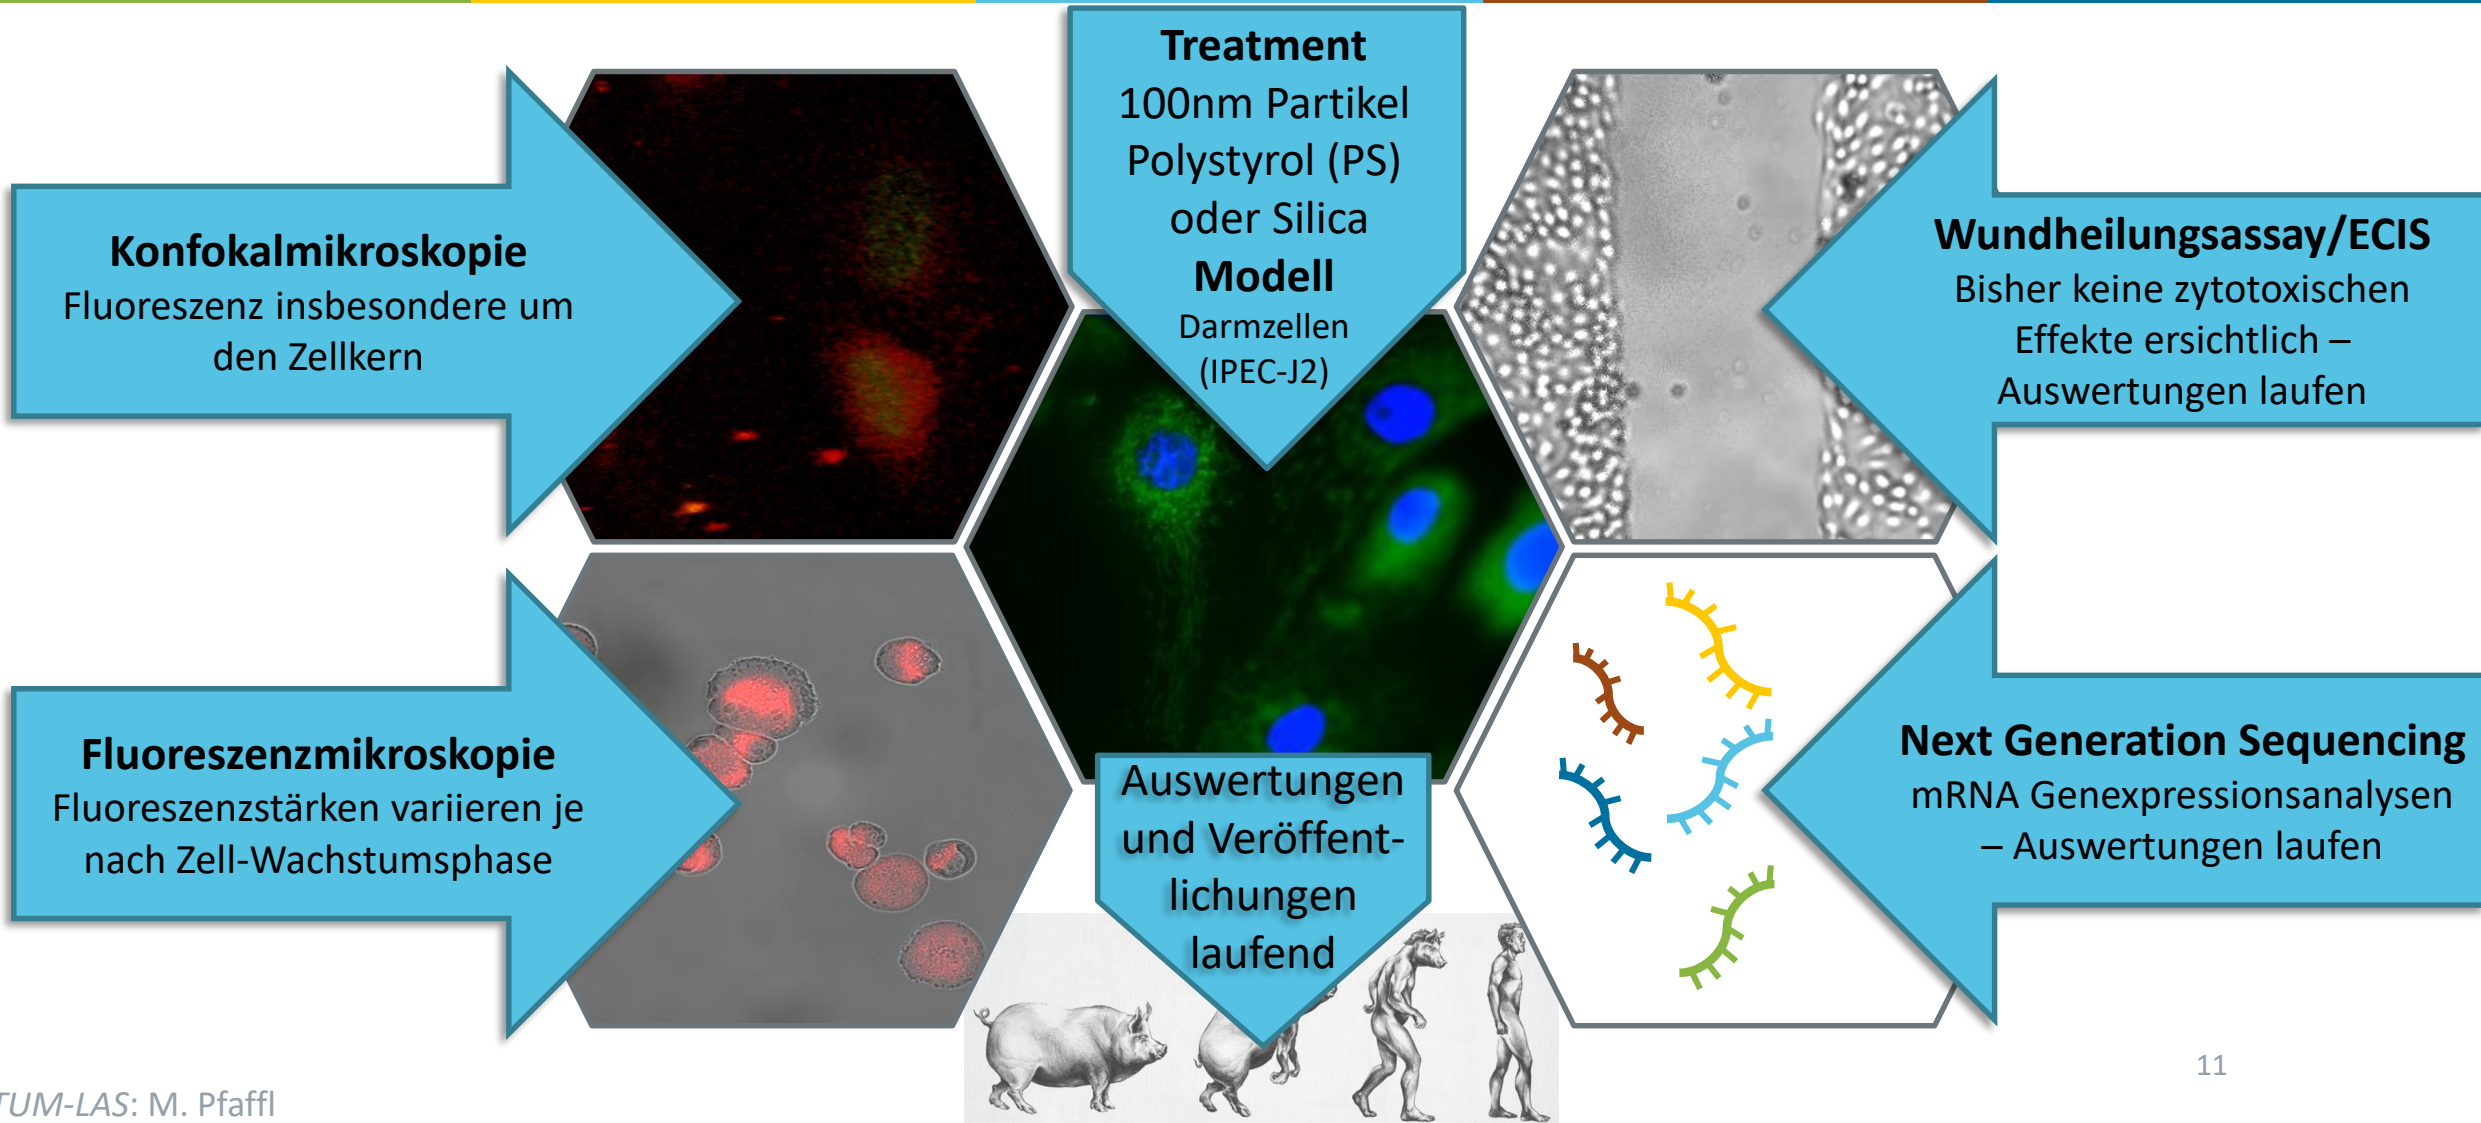 Treatment
100nm Partikel
Polystyrol (PS)
oder Silica
Modell
Darmzellen
(IPEC-J2)
Konfokalmikroskopie
Fluoreszenz insbesondere um
den Zellkern
Wundheilungsassay/ECIS
Bisher keine zytotoxischen
Effekte ersichtlich –
Auswertungen laufen
Fluoreszenzmikroskopie
Fluoreszenzstärken variieren je
nach Zell-Wachstumsphase
Auswertungen
und Veröffent-
lichungen
laufend
Next Generation Sequencing
mRNA Genexpressionsanalysen
– Auswertungen laufen
11
TUM-LAS: M. Pfaffl